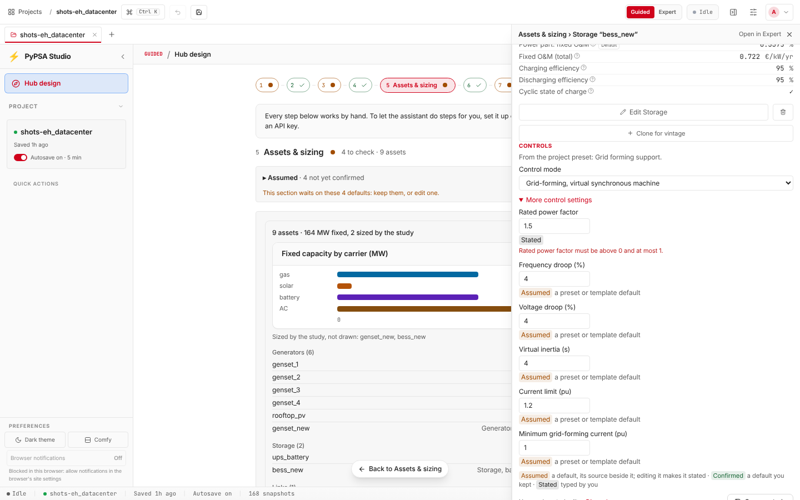 Projects / shots-eh_datacenter
Ctrl K
Guided Expert
Idle
A
shots-eh_datacenter
PyPSA Studio
Hub design
PROJECT
shots-eh_datacenter
Saved 1h ago
Autosave on · 5 min
QUICK ACTIONS
PREFERENCES
Dark theme
Comfy
Browser notifications Off
Blocked in this browser: allow notifications in the
browser's site settings
GUIDED / Hub design
1
2
3
4
5 Assets & sizing
6
7
Every step below works by hand. To let the assistant do steps for you, set it up
an API key.
5 Assets & sizing 4 to check · 9 assets
Assumed · 4 not yet confirmed
This section waits on these 4 defaults: keep them, or edit one.
9 assets · 164 MW fixed, 2 sized by the study
Fixed capacity by carrier (MW)
gas
solar
battery
AC
0
Sized by the study, not drawn: genset_new, bess_new
Generators (6)
genset_1
genset_2
genset_3
genset_4
rooftop_pv
genset_new
Storage (2)
ups_battery
bess_new
Back to Assets & sizing
Assets & sizing › Storage "bess_new"
Open in Expert
Fixed O&M (total) 0.722 €/kW/yr
Charging efficiency 95 %
Discharging efficiency 95 %
Cyclic state of charge ✓
Edit Storage
+ Clone for vintage
CONTROLS
From the project preset: Grid forming support.
Control mode
Grid-forming, virtual synchronous machine
More control settings
Rated power factor
1.5
Stated
Rated power factor must be above 0 and at most 1.
Frequency droop (%)
4
Assumed a preset or template default
Voltage droop (%)
4
Assumed a preset or template default
Virtual inertia (s)
4
Assumed a preset or template default
Current limit (pu)
1.2
Assumed a preset or template default
Minimum grid-forming current (pu)
1
Assumed a preset or template default
Assumed a default, its source beside it; editing it makes it stated · Confirmed a default you
kept · Stated typed by you
Idle shots-eh_datacenter Saved 1h ago Autosave on 168 snapshots